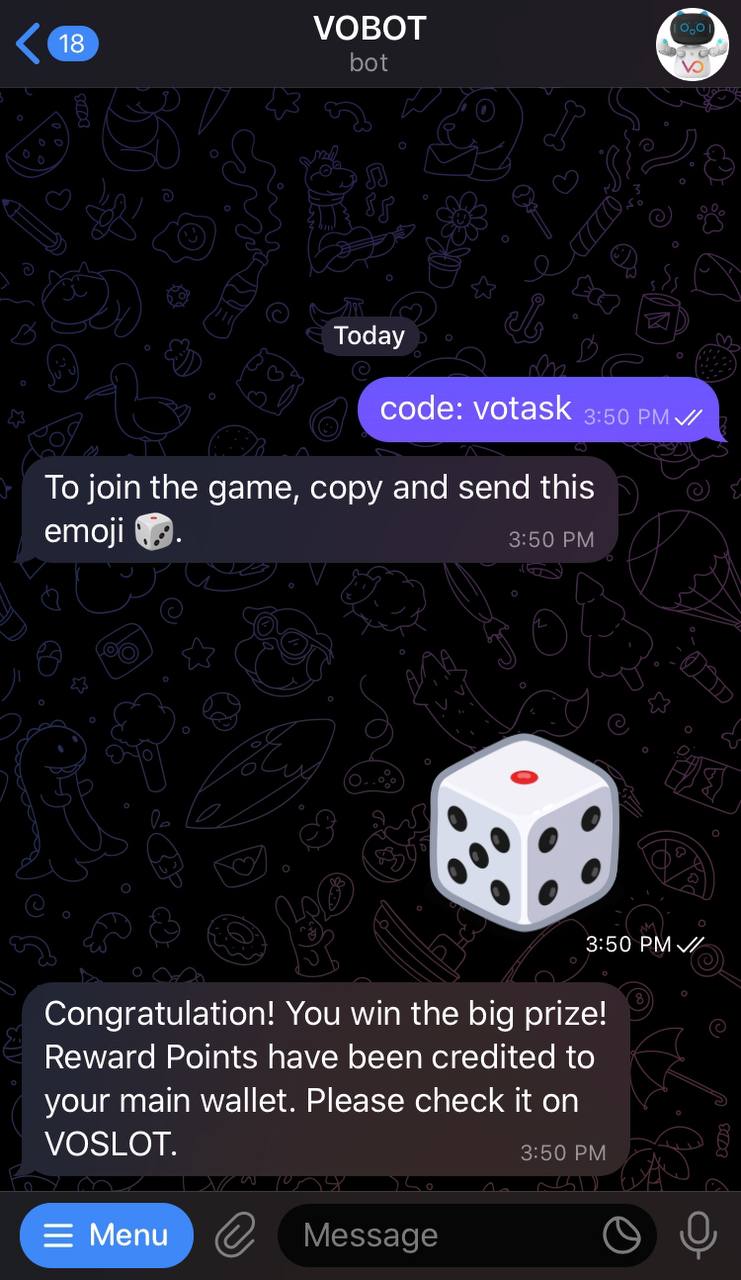 18
VOBOT
bot
Today
code: votask 3:50 PM
To join the game, copy and send this
emoji 🎲.
3:50 PM
3:50 PM
Congratulation! You win the big prize!
Reward Points have been credited to
your main wallet. Please check it on
VOSLOT.
3:50 PM
Menu
Message